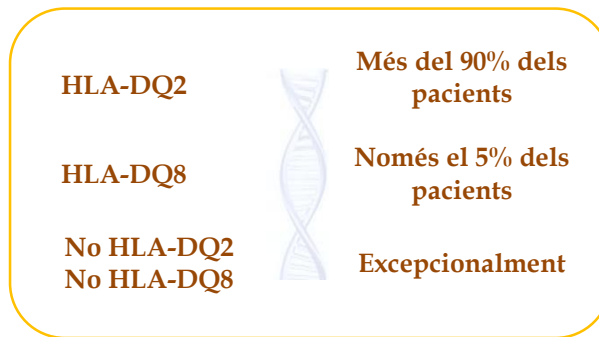 HLA-DQ2
Més del 90% dels
pacients
HLA-DQ8
Només el 5% dels
pacients
No HLA-DQ2
No HLA-DQ8
Excepcionalment